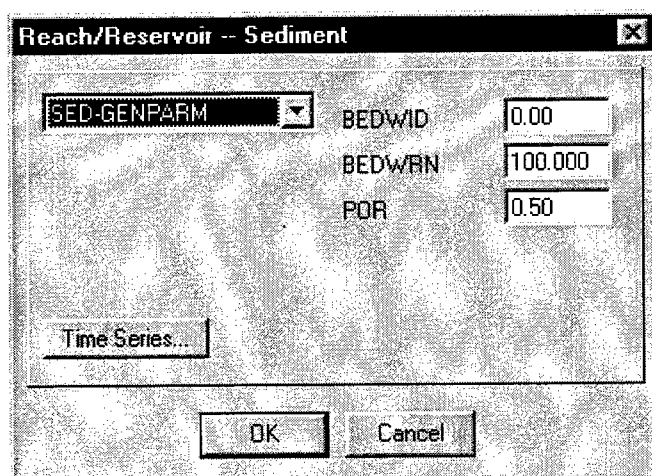 Reach/Reservoir -- Sediment
SED-GENPARM
BEDWID 0.00
BEDWRN 100.000
POR 0.50
Time Series...
OK Cancel